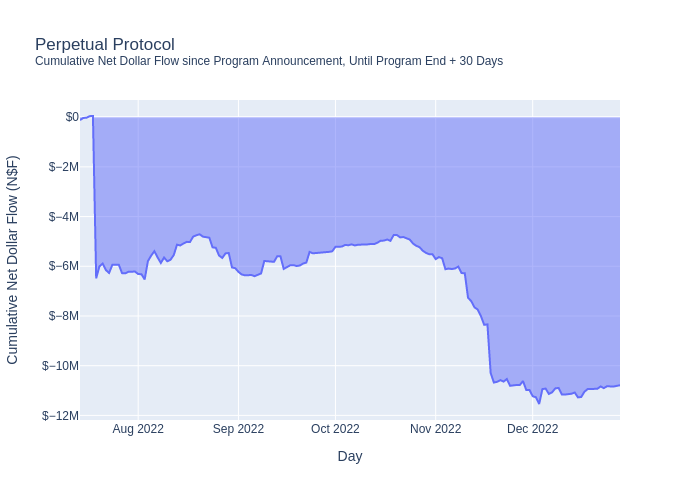 Perpetual Protocol
Cumulative Net Dollar Flow since Program Announcement, Until Program End + 30 Days
Cumulative Net Dollar Flow (N$F)
$0
$−2M
$−4M
$−6M
$−8M
$−10M
$−12M
Aug 2022
Sep 2022
Oct 2022
Nov 2022
Dec 2022
Day